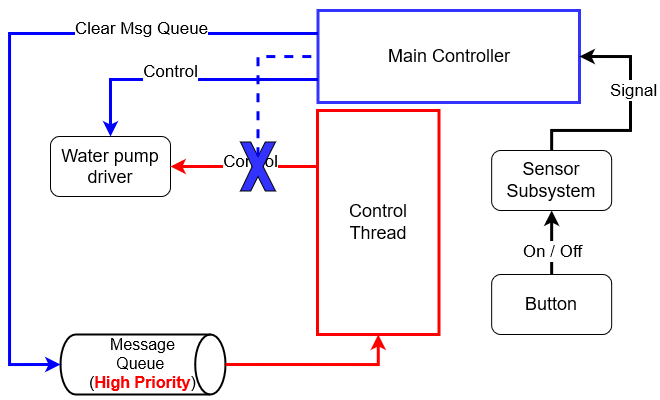 Clear Msg Queue
Main Controller
Control
Signal
Water pump
driver
Control
Sensor
Subsystem
Control
Thread
On / Off
Button
Message
Queue
(High Priority)